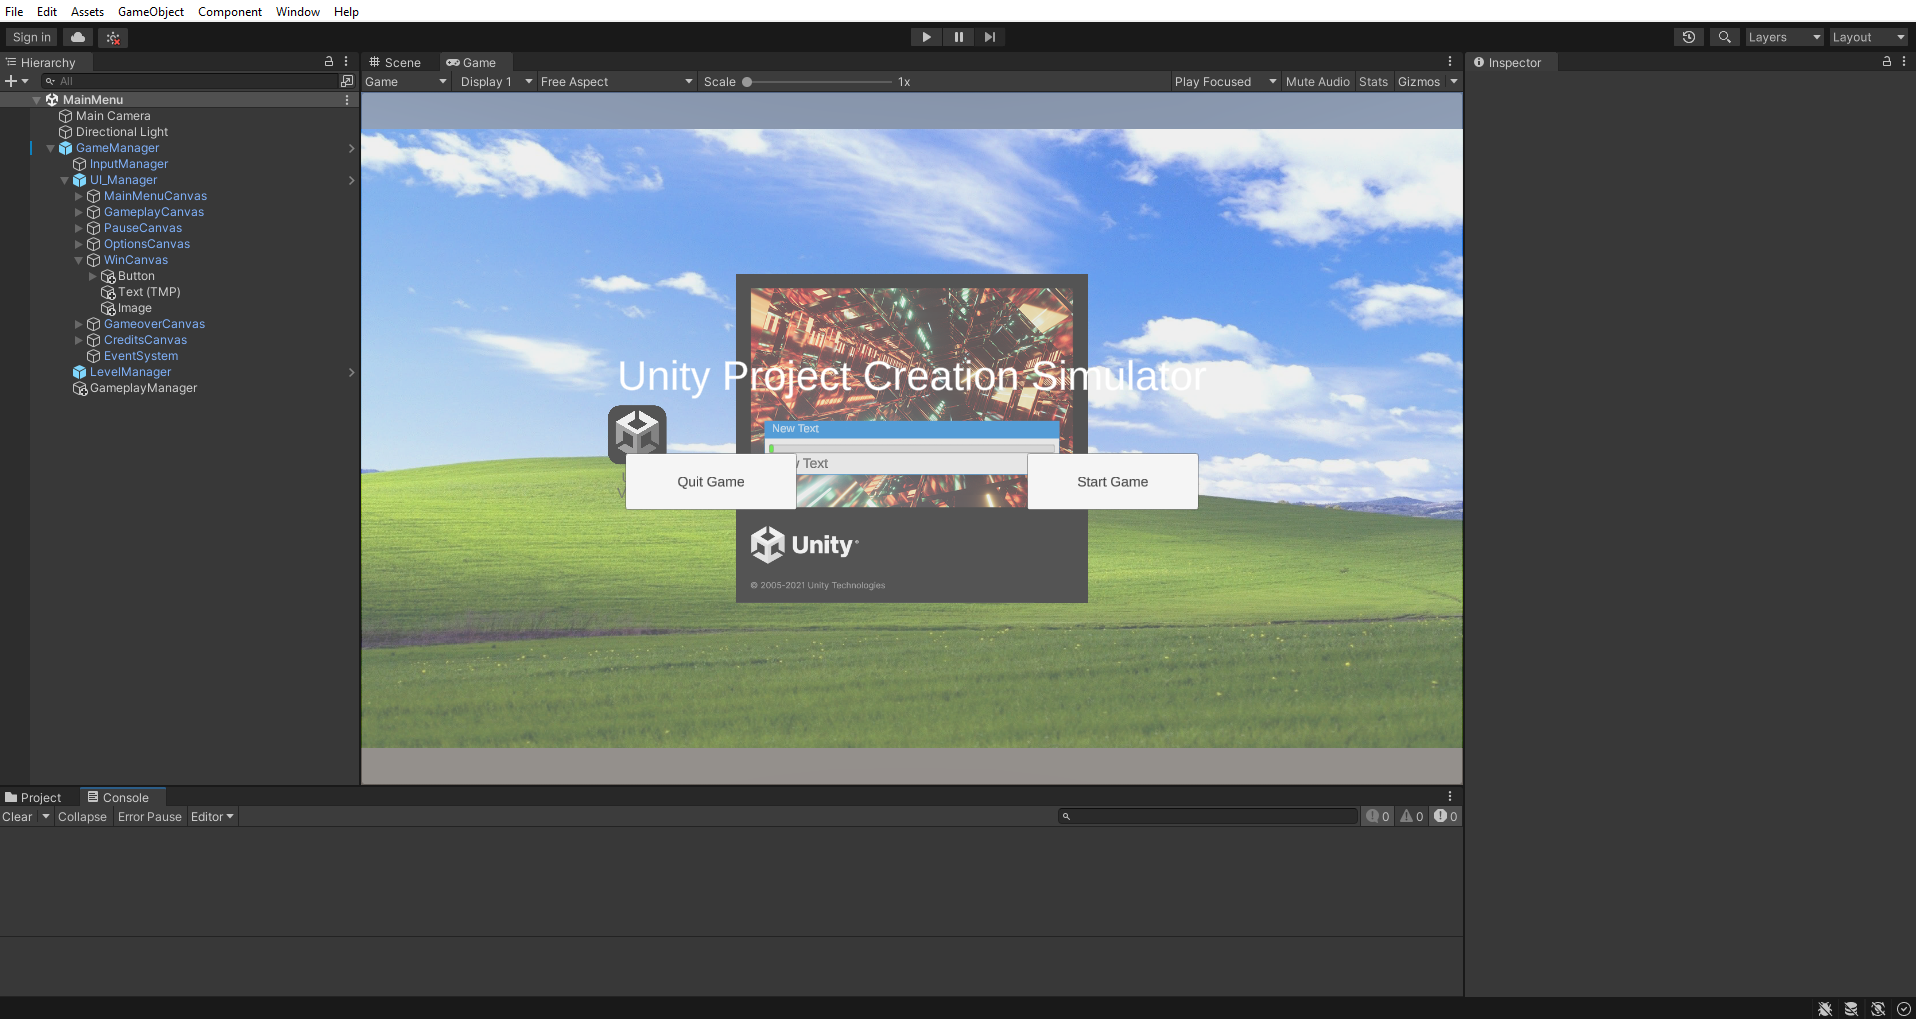 File Edit Assets GameObject Component Window Help
Sign in Layers Layout
Hierarchy Scene Game Inspector
All Game Display 1 Free Aspect Scale 1x Play Focused Mute Audio Stats Gizmos
MainMenu
Main Camera
Directional Light
GameManager
InputManager
UI_Manager
MainMenuCanvas
GameplayCanvas
PauseCanvas
OptionsCanvas
WinCanvas
Button
Text (TMP)
Image
GameoverCanvas
CreditsCanvas
EventSystem
LevelManager
GameplayManager
Unity Project Creation Simulator
New Text
Text
Quit Game Start Game
Unity
© 2005-2021 Unity Technologies
Project Console
Clear Collapse Error Pause Editor 0 0 0